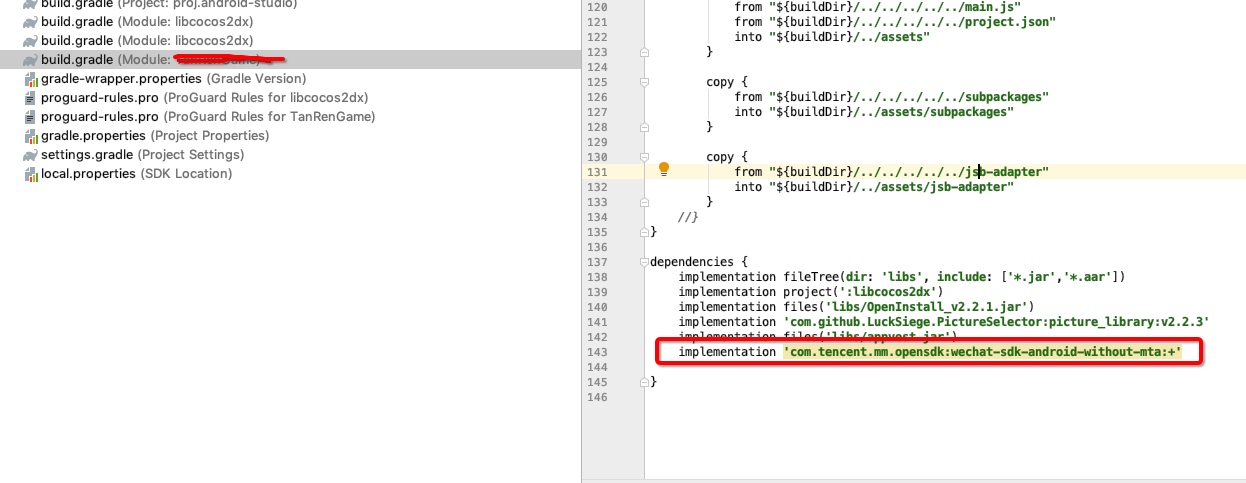 build.gradle (Project: proj.android-studio)
build.gradle (Module: libcocos2dx)
build.gradle (Module: libcocos2dx)
build.gradle (Module:
gradle-wrapper.properties (Gradle Version)
proguard-rules.pro (ProGuard Rules for libcocos2dx)
proguard-rules.pro (ProGuard Rules for TanRenGame)
gradle.properties (Project Properties)
settings.gradle (Project Settings)
local.properties (SDK Location)
120 from "${buildDir}/../../../../../main.js"
121 from "${buildDir}/../../../../../project.json"
122 into "${buildDir}/../assets"
123 }
124
125 copy {
126 from "${buildDir}/../../../../../subpackages"
127 into "${buildDir}/../assets/subpackages"
128 }
129
130 copy {
131 from "${buildDir}/../../../../../jsb-adapter"
132 into "${buildDir}/../assets/jsb-adapter"
133 }
134 //}
135 }
136
137 dependencies {
138 implementation fileTree(dir: 'libs', include: ['*.jar','*.aar'])
139 implementation project(':libcocos2dx')
140 implementation files('libs/OpenInstall_v2.2.1.jar')
141 implementation 'com.github.LuckSiege.PictureSelector:picture_library:v2.2.3'
142 implementation files('libs/
143 implementation 'com.tencent.mm.opensdk:wechat-sdk-android-without-mta:+'
144
145 }
146